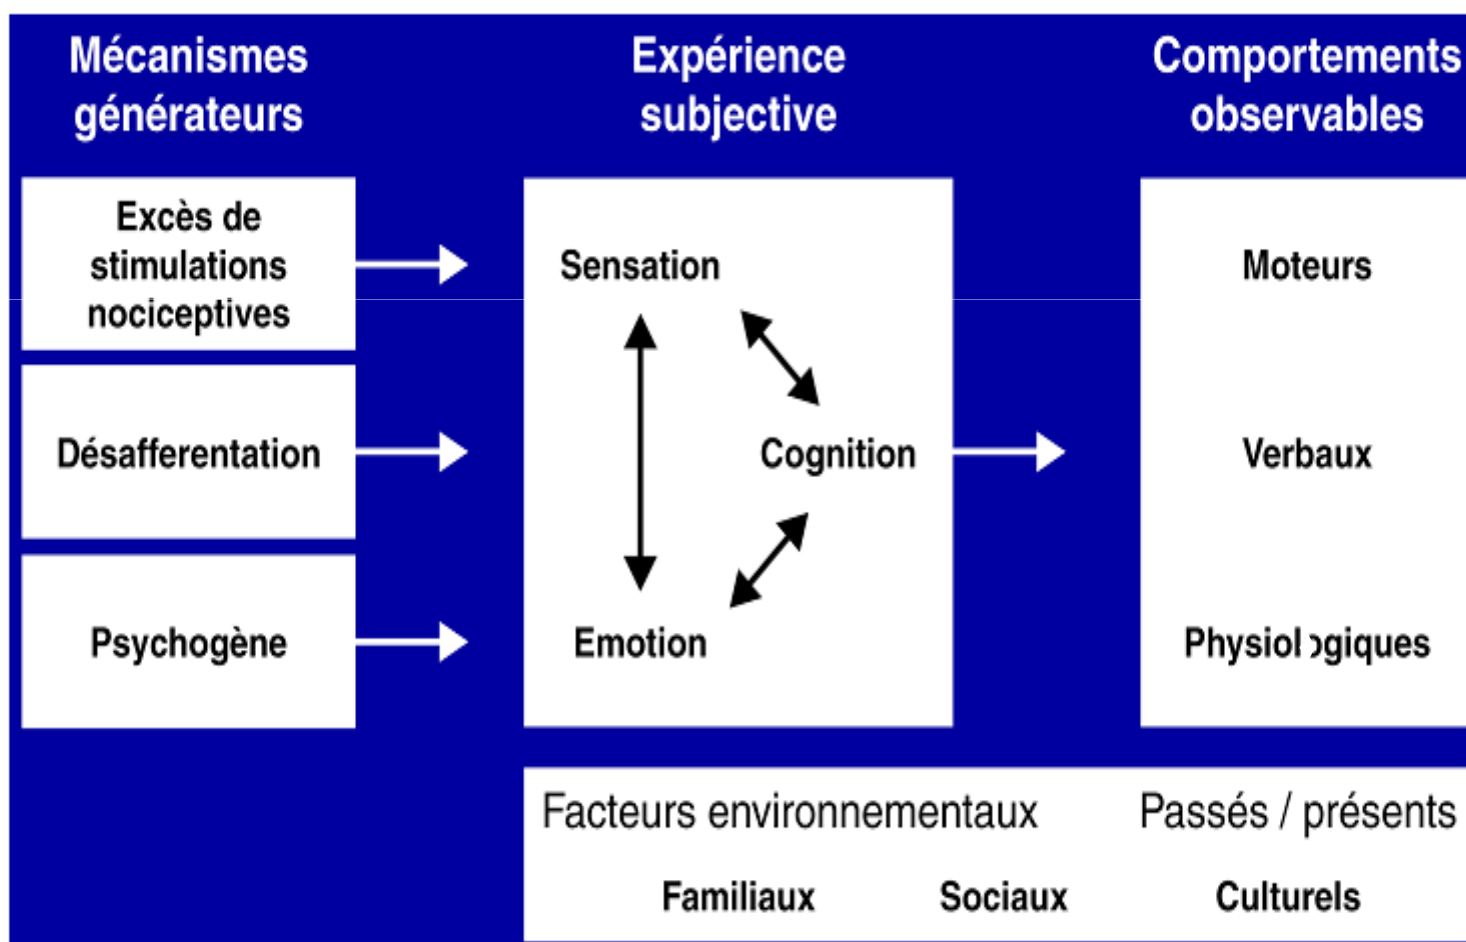 Mécanismes
générateurs
Expérience
subjective
Comportements
observables
Excès de
stimulations
nociceptives
Désafferentation
Psychogène
Sensation
Cognition
Emotion
Moteurs
Verbaux
Physiologiques
Facteurs environnementaux
Passés / présents
Familiaux
Sociaux
Culturels